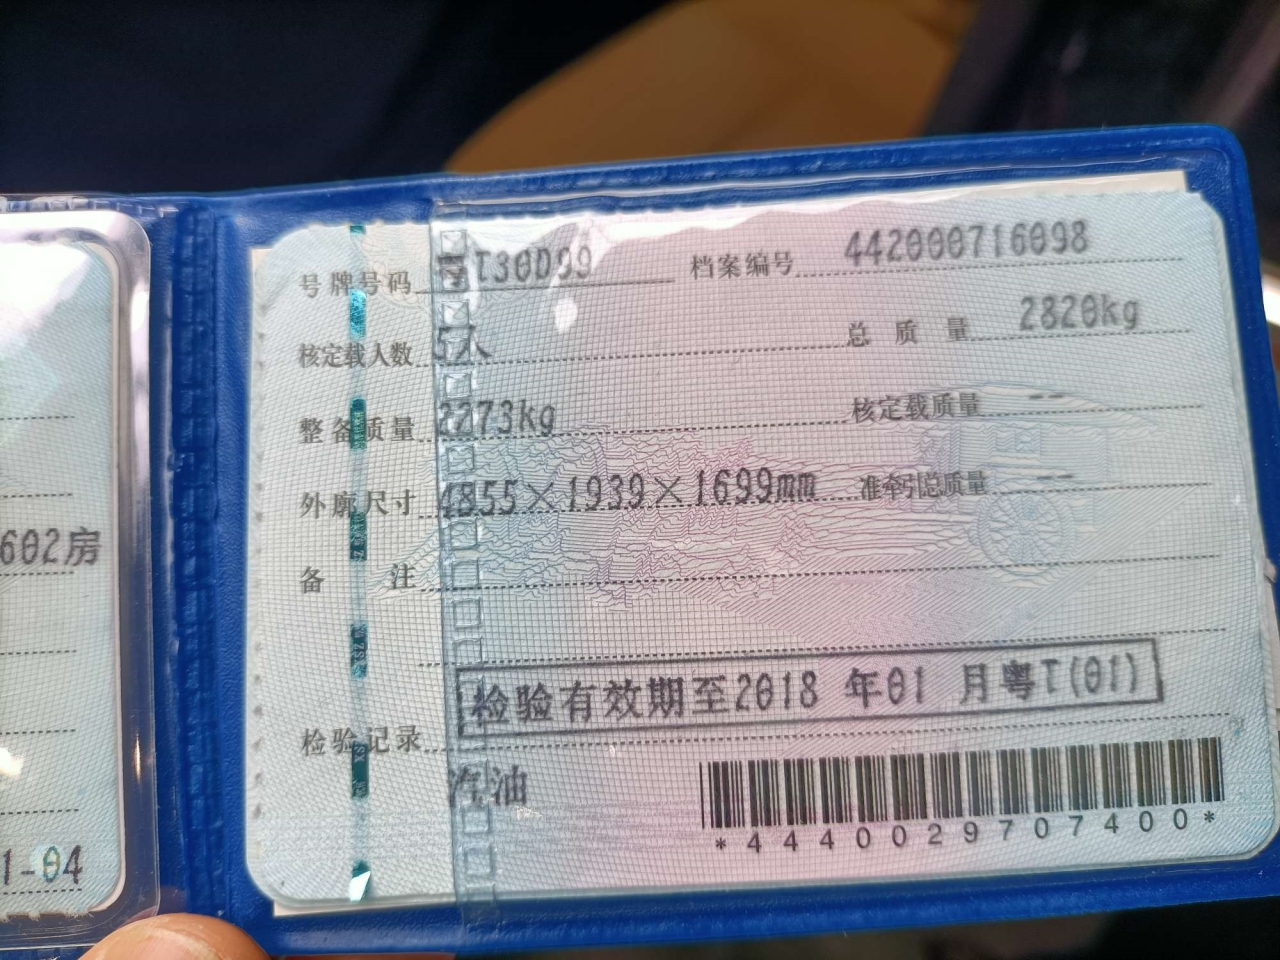 602房
1-04
号牌号码 粤T30D99 档案编号 442000716098
核定载人数 5人 总质量 2820kg
整备质量 2273kg 核定载质量 --
外廓尺寸 4855×1939×1699mm 准牵引总质量 --
备注
检验有效期至2018 年01 月粤T(01)
检验记录
汽油
*4440029707400*